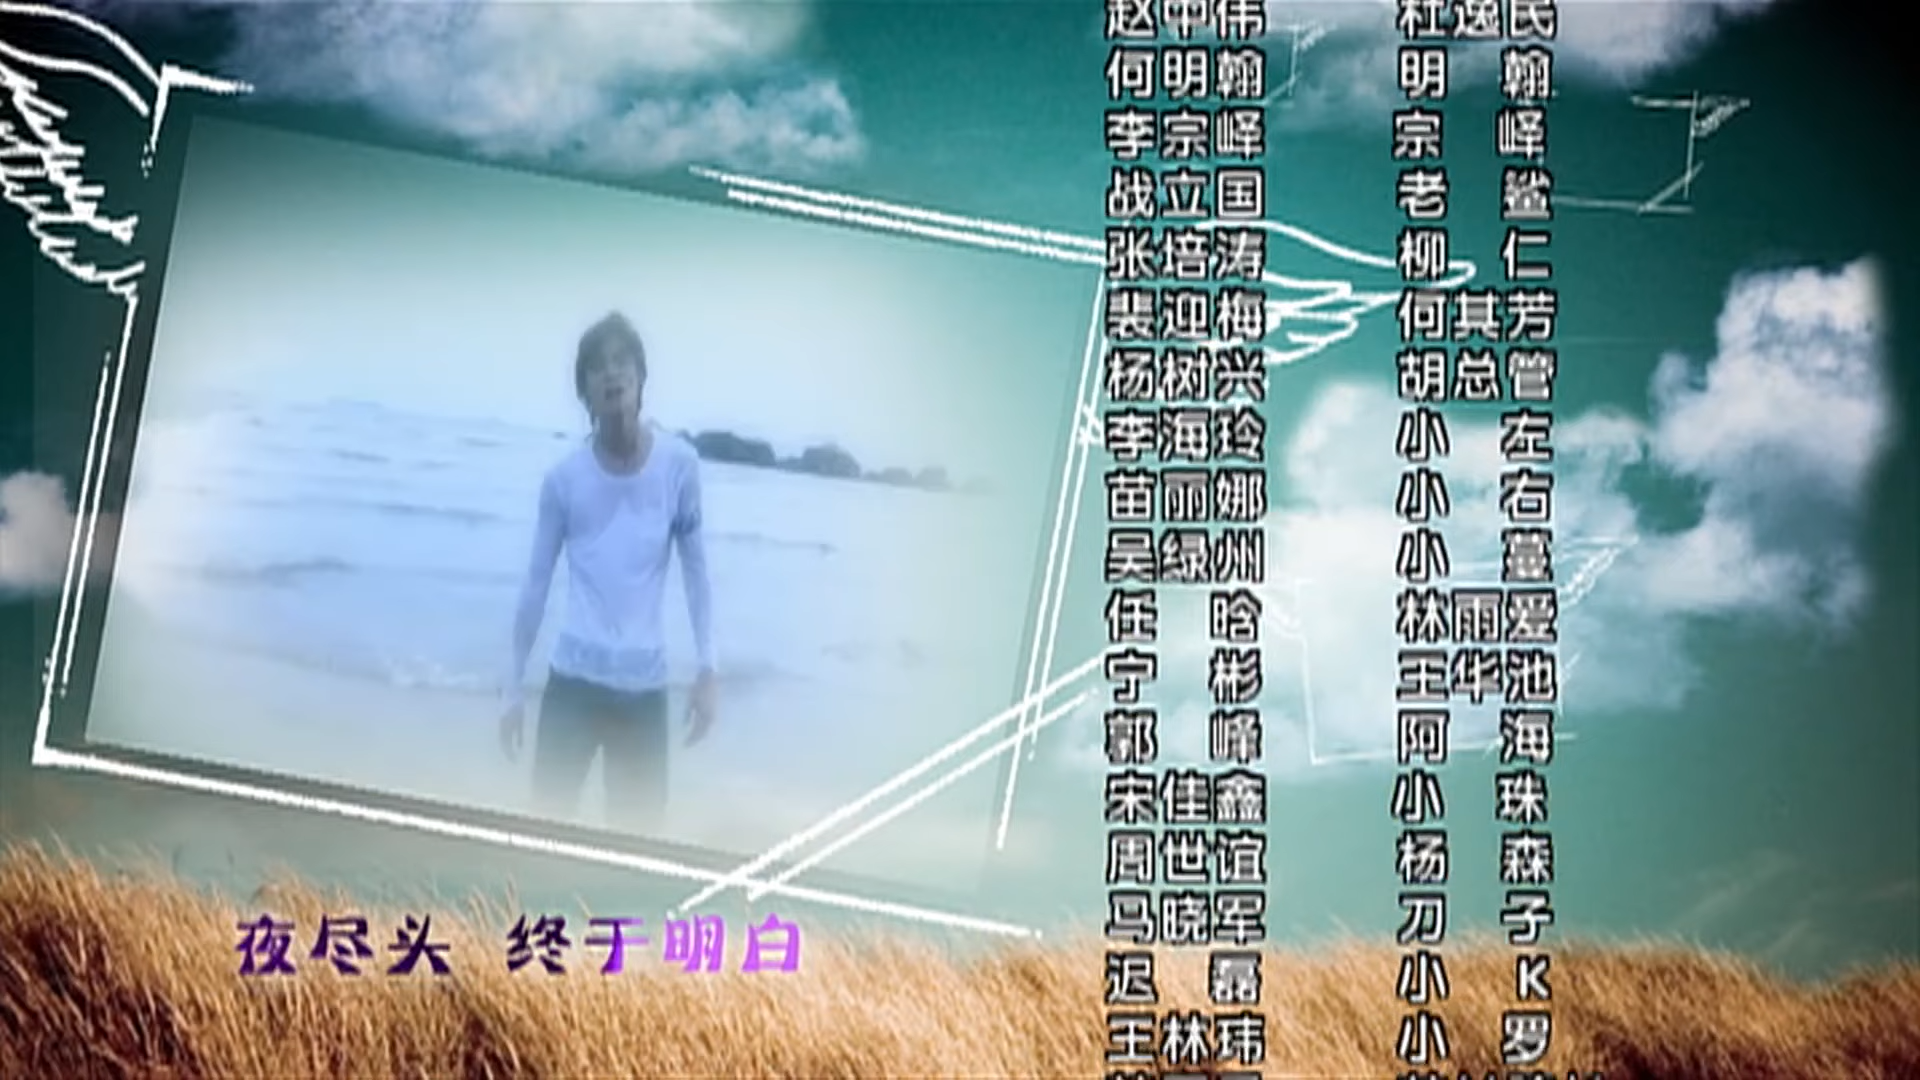 赵中伟 杜逸民
何明翰 明翰
李宗峄 宗峄
战立国 老鲨
张培涛 柳仁
裴迎梅 何其芳
杨树兴 胡总管
李海玲 小左
苗丽娜 小右
吴绿州 小蔓
任晗 林雨爱
宁彬 王华池
郭峰 阿海
宋佳鑫 小珠
周世谊 杨森
马晓军 刀子
迟磊 小K
王林玮 小罗
夜尽头 终于明白